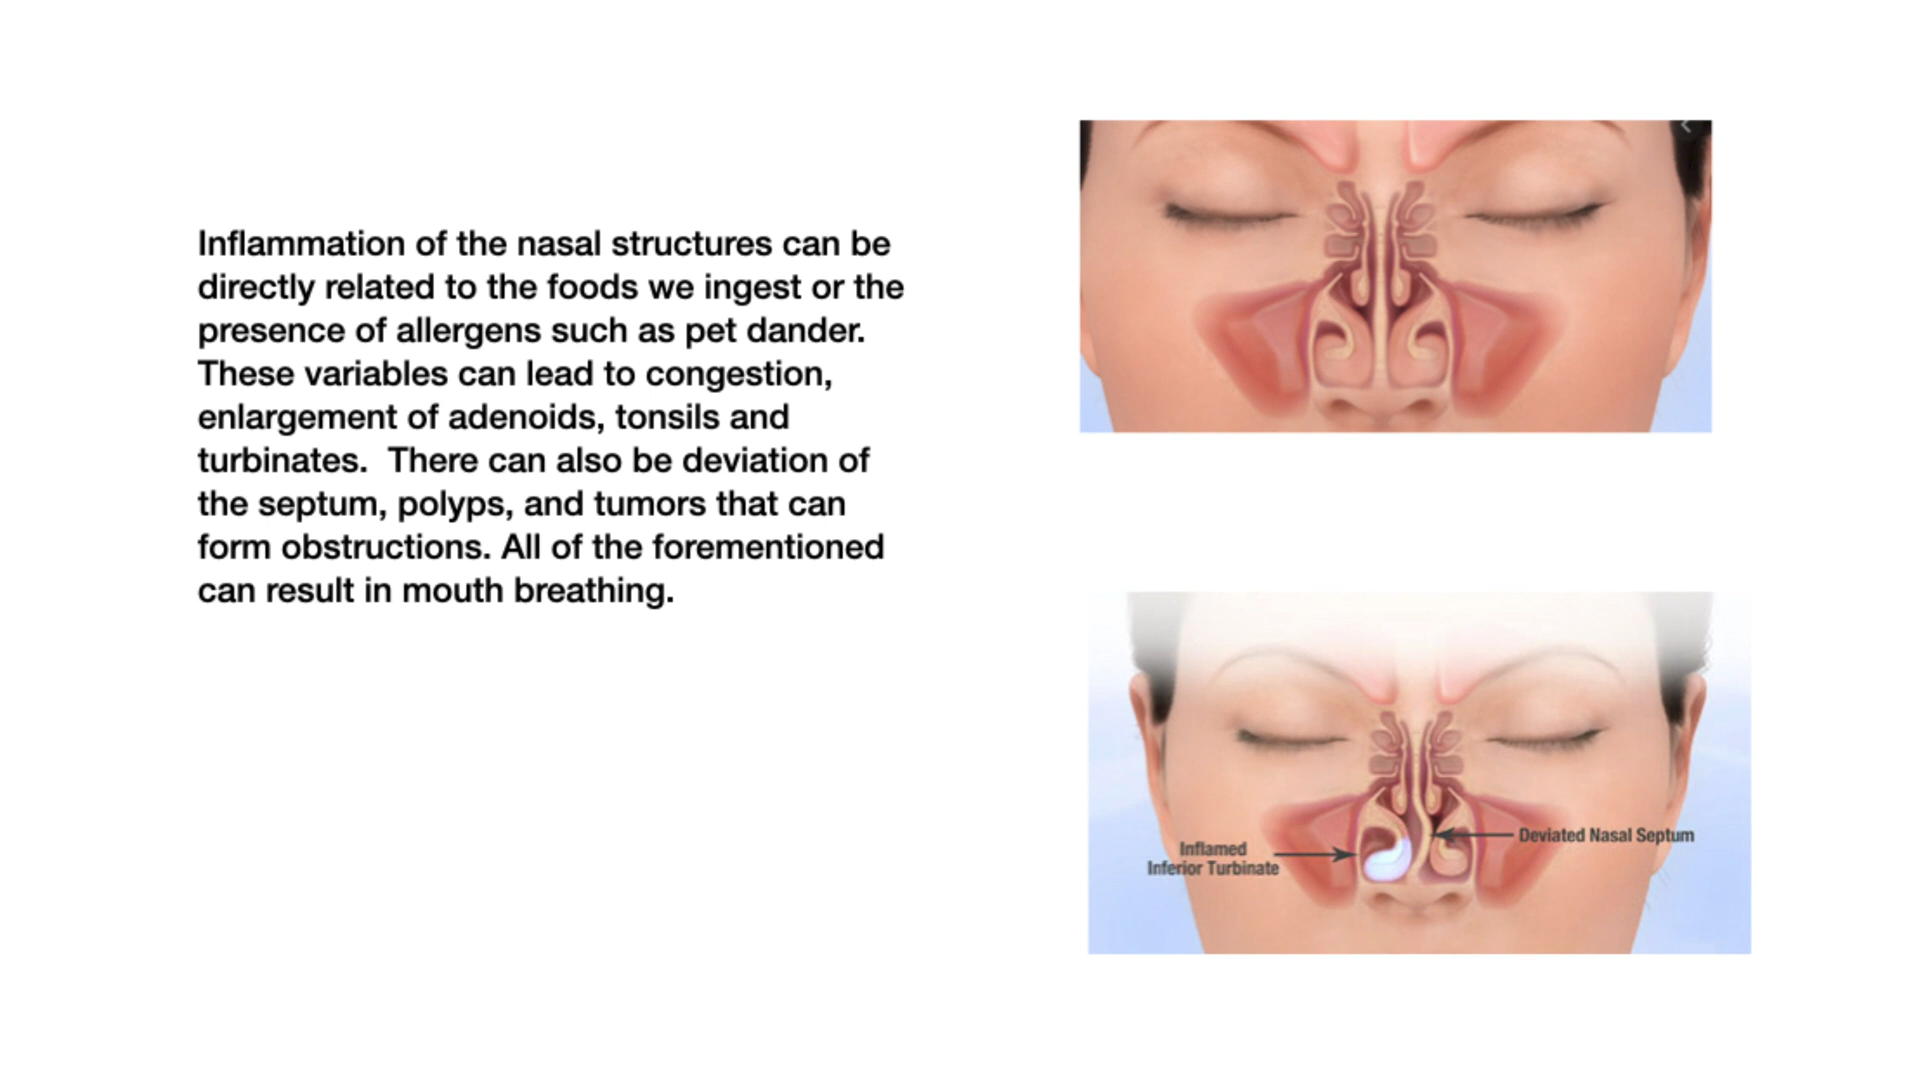 Inflammation of the nasal structures can be
directly related to the foods we ingest or the
presence of allergens such as pet dander.
These variables can lead to congestion,
enlargement of adenoids, tonsils and
turbinates.  There can also be deviation of
the septum, polyps, and tumors that can
form obstructions. All of the forementioned
can result in mouth breathing.
Inflamed
Inferior Turbinate
Deviated Nasal Septum